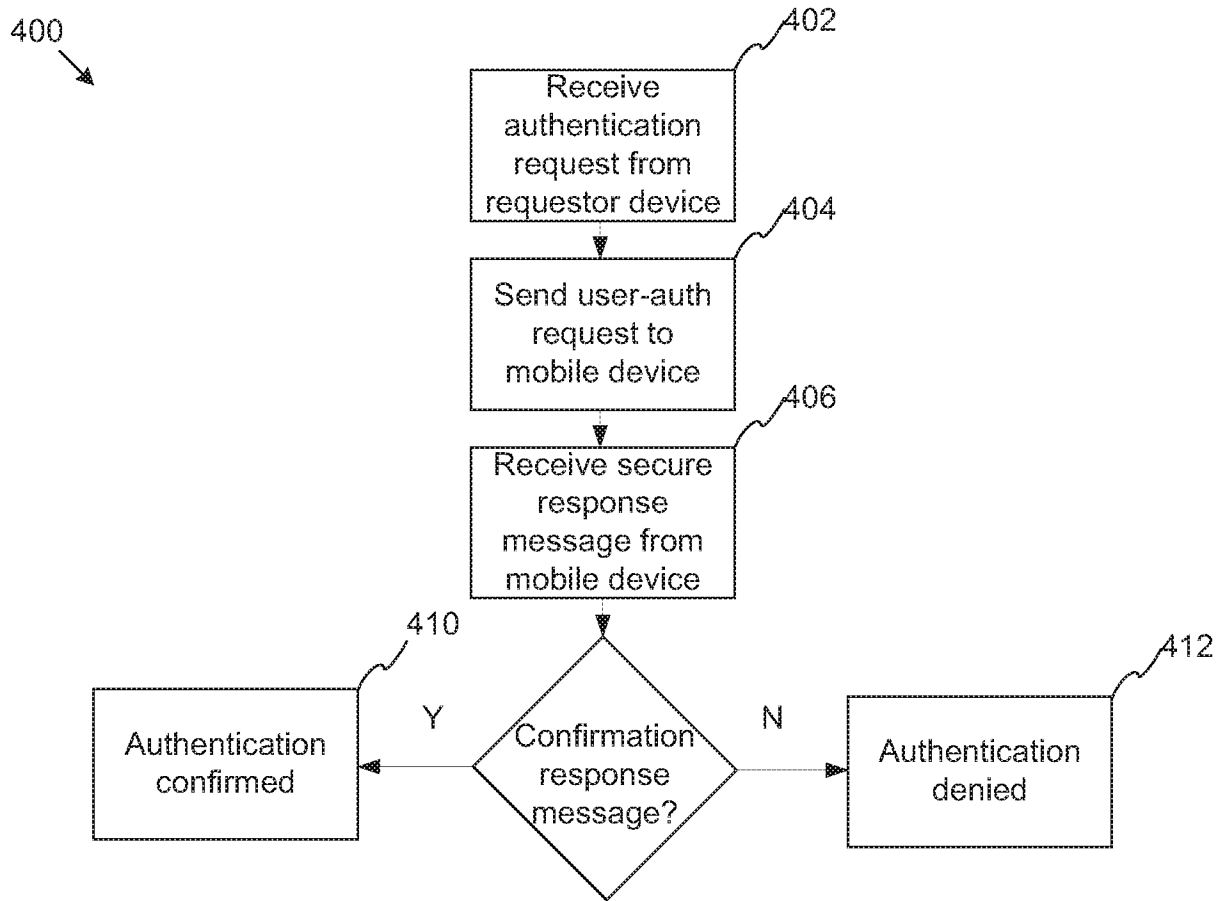 400
402
Receive
authentication
request from
requestor device
404
Send user-auth
request to
mobile device
406
Receive secure
response
message from
mobile device
410
412
Y
N
Authentication
confirmed
Confirmation
response
message?
Authentication
denied